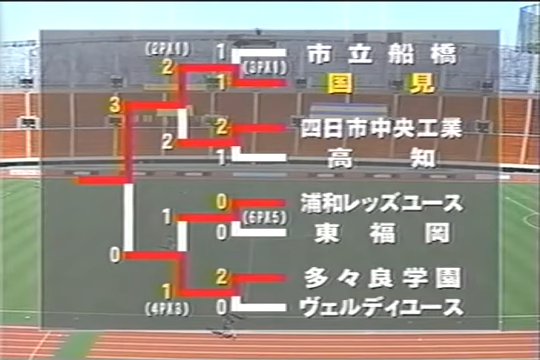 (2PK1) 1 市立船橋
2 (3PK1)
1 国見
3
2 四日市中央工業
2
1 高知
0 浦和レッズユース
1 (6PK5)
0 東福岡
0
2 多々良学園
1
(4PK3) 0 ヴェルディユース